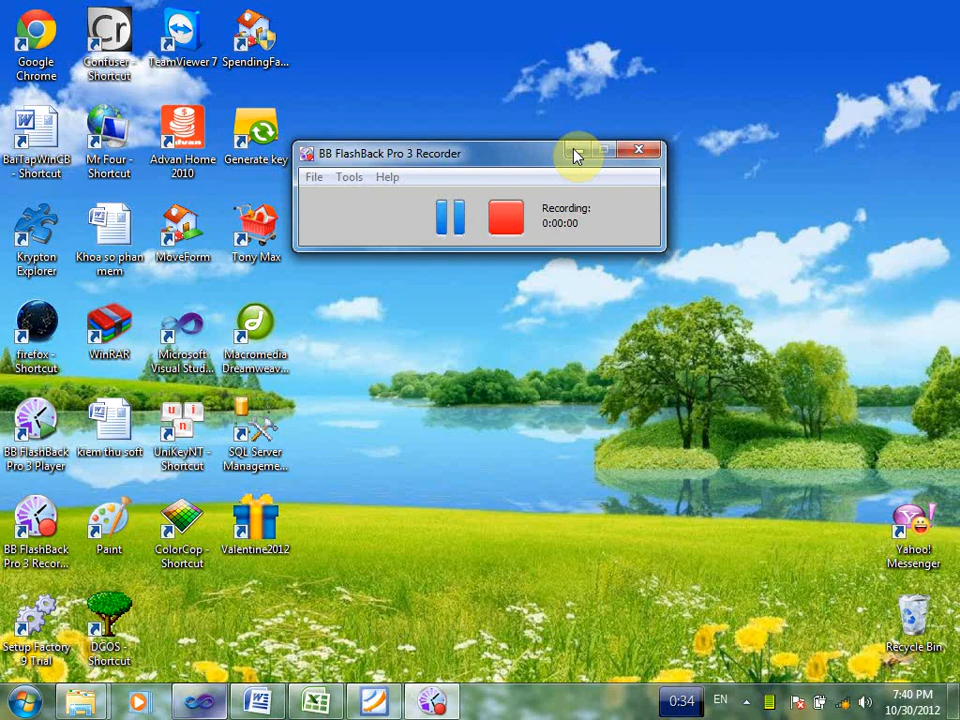 Google
Chrome
Cr
Confuser -
Shortcut
TeamViewer 7
SpendingFa...
BaiTapWinCB
- Shortcut
Mr Four -
Shortcut
advan
Advan Home
2010
Generate key
BB FlashBack Pro 3 Recorder
File Tools Help
Recording:
0:00:00
Krypton
Explorer
Khoa so phan
mem
MoveForm
Tony Max
firefox -
Shortcut
WinRAR
Microsoft
Visual Stud...
Macromedia
Dreamweav...
BB FlashBack
Pro 3 Player
kiem thu soft
u i
n
UniKeyNT -
Shortcut
SQL Server
Manageme...
BB FlashBack
Pro 3 Recor...
Paint
ColorCop -
Shortcut
Valentine2012
Yahoo!
Messenger
Setup Factory
9 Trial
DGOS -
Shortcut
Recycle Bin
0:34
EN
7:40 PM
10/30/2012